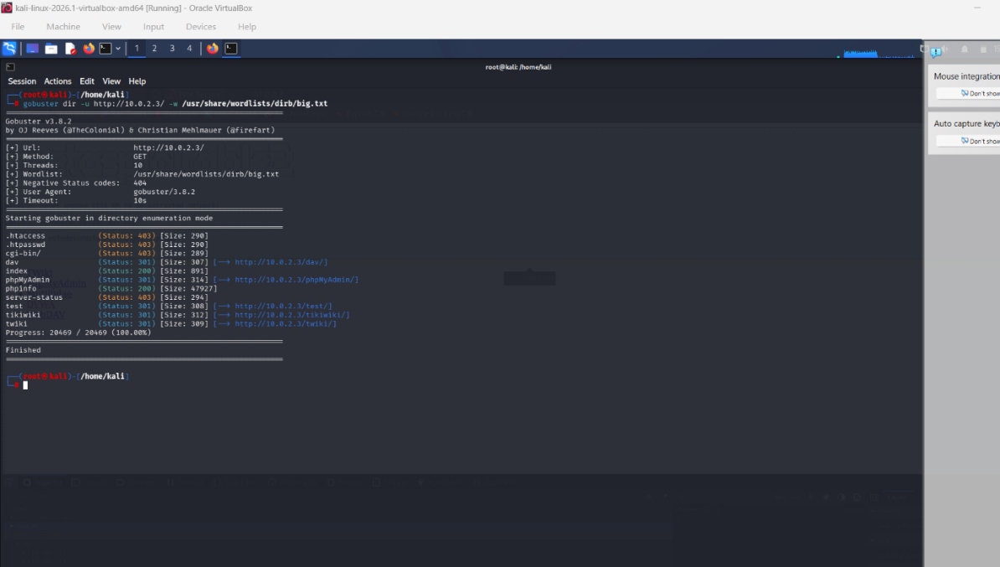 kali-linux-2026.1-virtualbox-amd64 [Running] - Oracle VirtualBox
File Machine View Input Devices Help
1 2 3 4
root@kali: /home/kali
Session Actions Edit View Help
┌──(root㉿kali)-[/home/kali]
└─# gobuster dir -u http://10.0.2.3/ -w /usr/share/wordlists/dirb/big.txt
===============================================================
Gobuster v3.8.2
by OJ Reeves (@TheColonial) & Christian Mehlmauer (@firefart)
===============================================================
[+] Url: http://10.0.2.3/
[+] Method: GET
[+] Threads: 10
[+] Wordlist: /usr/share/wordlists/dirb/big.txt
[+] Negative Status codes: 404
[+] User Agent: gobuster/3.8.2
[+] Timeout: 10s
===============================================================
Starting gobuster in directory enumeration mode
===============================================================
.htaccess (Status: 403) [Size: 290]
.htpasswd (Status: 403) [Size: 290]
cgi-bin/ (Status: 403) [Size: 289]
dav (Status: 301) [Size: 307] [--> http://10.0.2.3/dav/]
index (Status: 200) [Size: 891]
phpMyAdmin (Status: 301) [Size: 314] [--> http://10.0.2.3/phpMyAdmin/]
phpinfo (Status: 200) [Size: 47927]
server-status (Status: 403) [Size: 294]
test (Status: 301) [Size: 308] [--> http://10.0.2.3/test/]
tikiwiki (Status: 301) [Size: 312] [--> http://10.0.2.3/tikiwiki/]
twiki (Status: 301) [Size: 309] [--> http://10.0.2.3/twiki/]
Progress: 20469 / 20469 (100.00%)
===============================================================
Finished
===============================================================
┌──(root㉿kali)-[/home/kali]
└─#
Mouse integration
Don't show
Auto capture keyb
Don't show